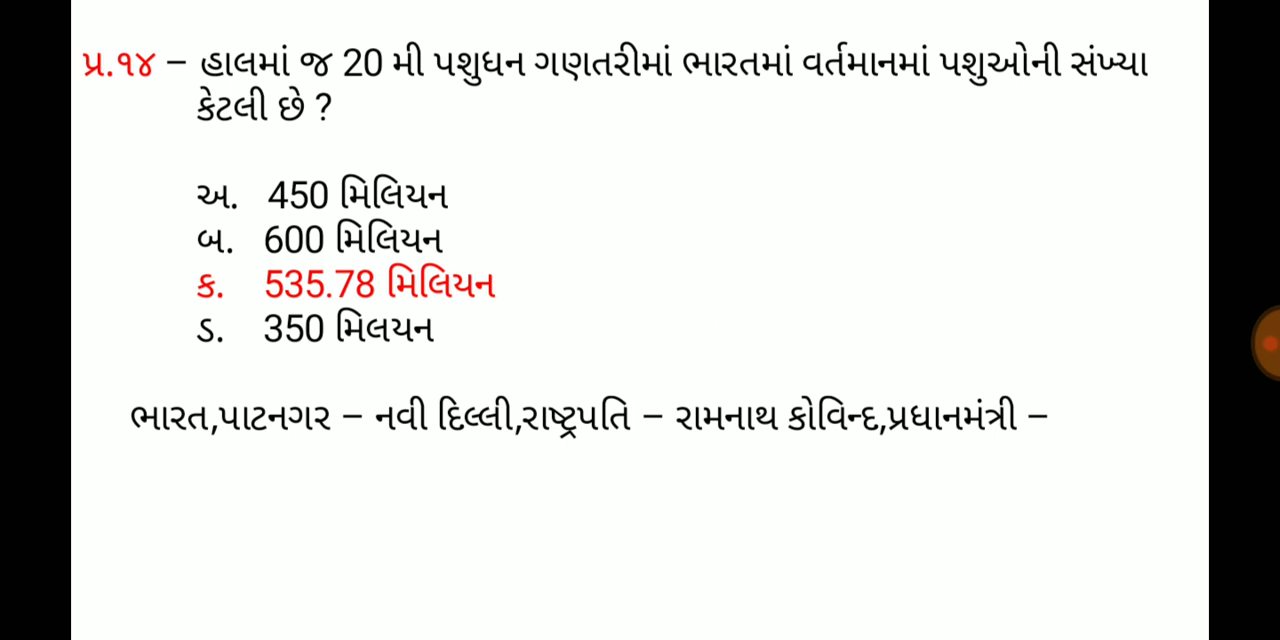 પ્ર.૧૪ – હાલમાં જ 20 મી પશુધન ગણતરીમાં ભારતમાં વર્તમાનમાં પશુઓની સંખ્યા
કેટલી છે ?
અ. 450 મિલિયન
બ. 600 મિલિયન
ક. 535.78 મિલિયન
ડ. 350 મિલયન
ભારત,પાટનગર – નવી દિલ્લી,રાષ્ટ્રપતિ – રામનાથ કોવિન્દ,પ્રધાનમંત્રી –